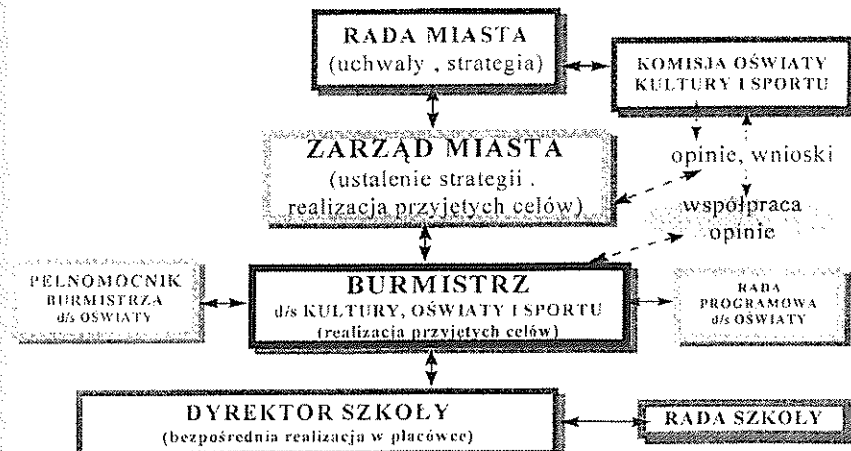 RADA MIASTA
(uchwały , strategia)
KOMISJA OŚWIATY
KULTURY I SPORTU
ZARZĄD MIASTA
(ustalenie strategii .
realizacja przyjętych celów)
opinie, wnioski
współpraca
opinie
PEŁNOMOCNIK
BURMISTRZA
d/s OŚWIATY
BURMISTRZ
d/s KULTURY, OŚWIATY I SPORTU
(realizacja przyjętych celów)
RADA
PROGRAMOWA
d/s OŚWIATY
DYREKTOR SZKOŁY
(bezpośrednia realizacja w placówce)
RADA SZKOŁY